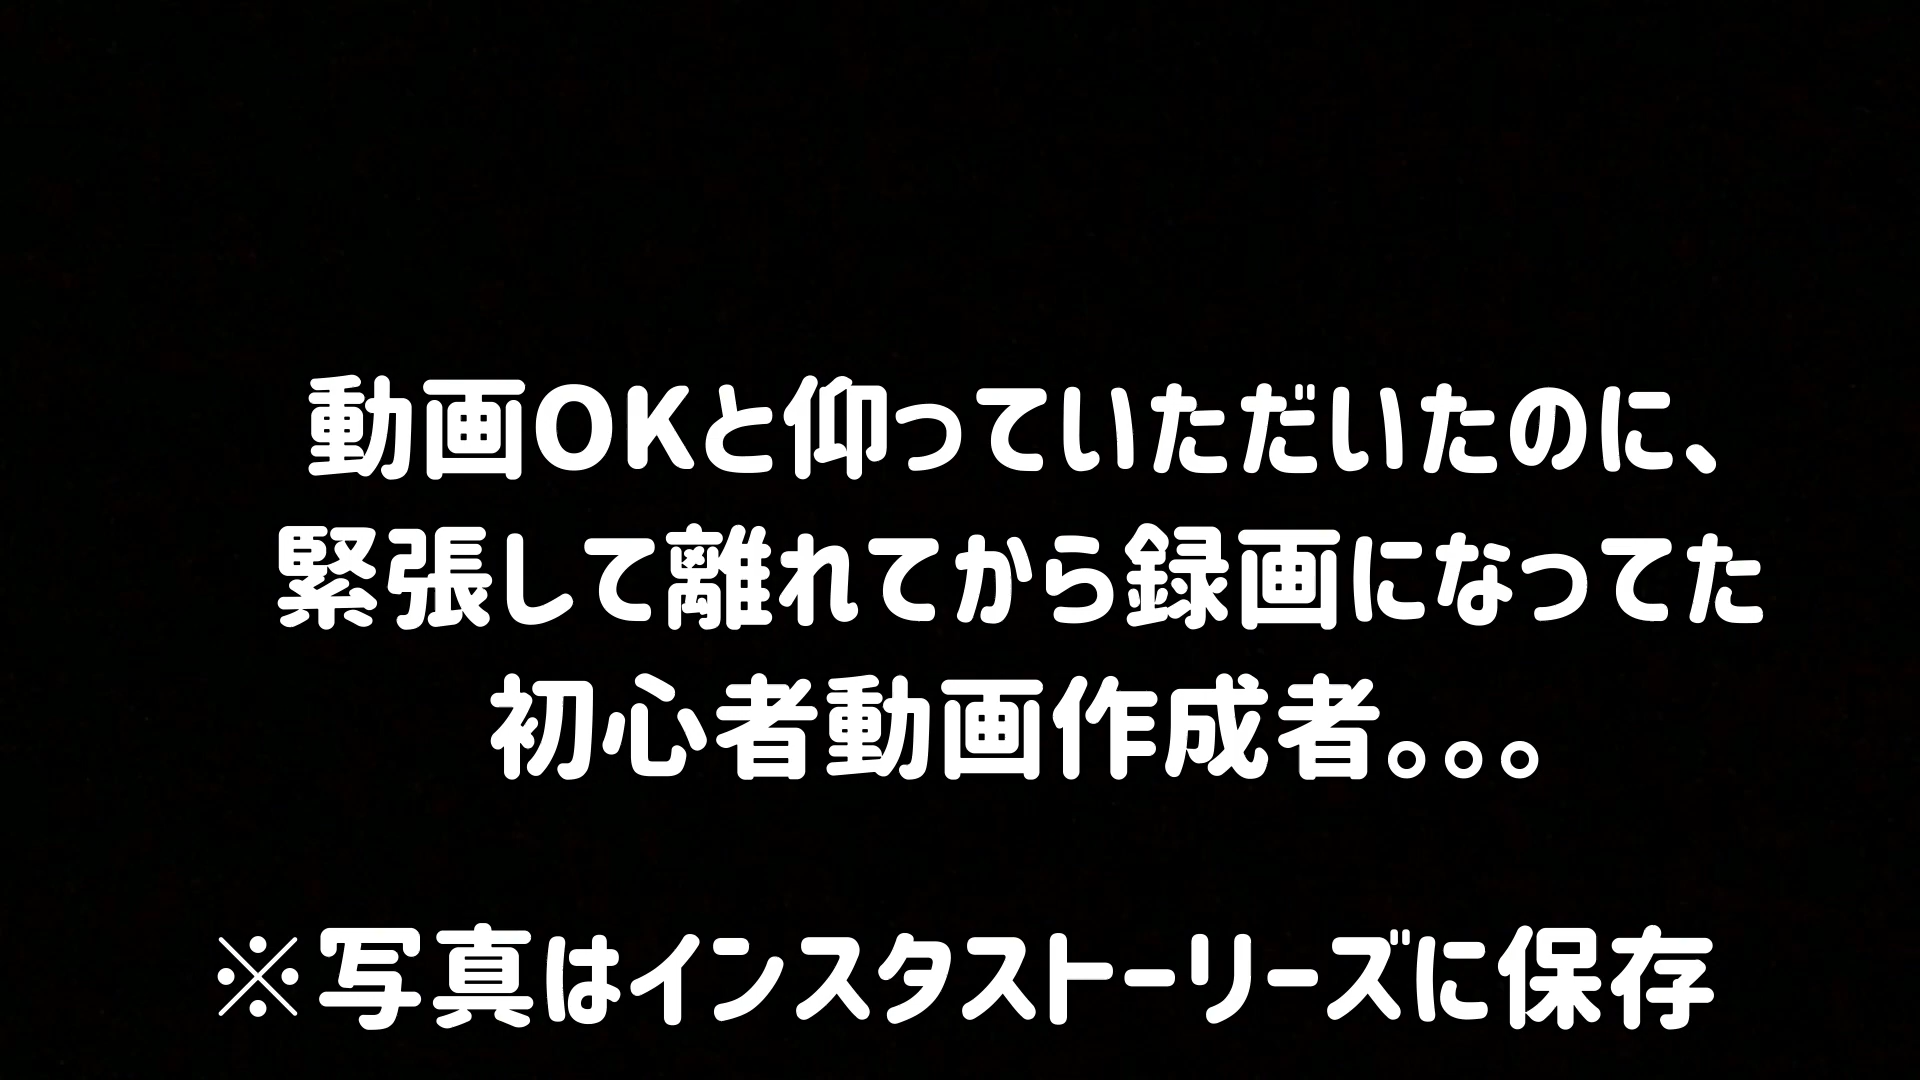 動画OKと仰っていただいたのに、
緊張して離れてから録画になってた
初心者動画作成者。。。
※写真はインスタストーリーズに保存